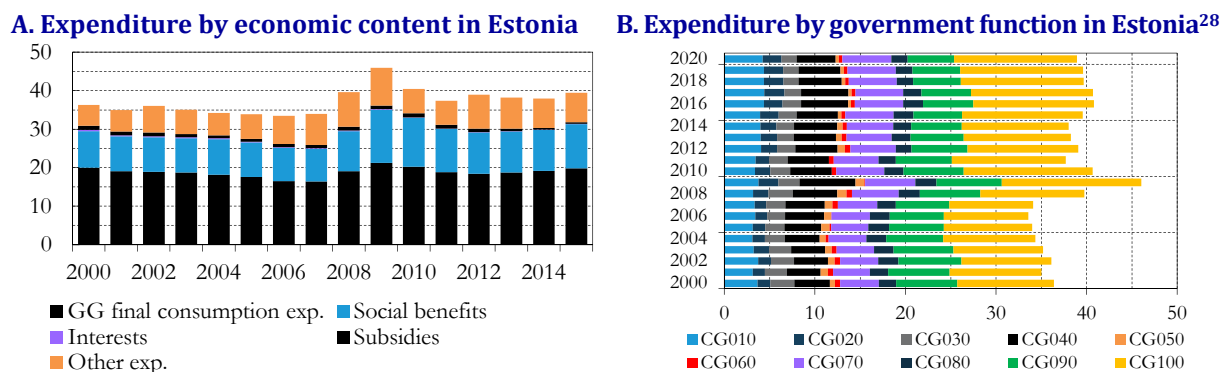 A. Expenditure by economic content in Estonia
50
40
30
20
10
0
2000 2002 2004 2006 2008 2010 2012 2014
GG final consumption exp. Social benefits
Interests Subsidies
Other exp.
B. Expenditure by government function in Estonia²⁸
2020
2018
2016
2014
2012
2010
2008
2006
2004
2002
2000
0 10 20 30 40 50
CG010 CG020 CG030 CG040 CG050
CG060 CG070 CG080 CG090 CG100